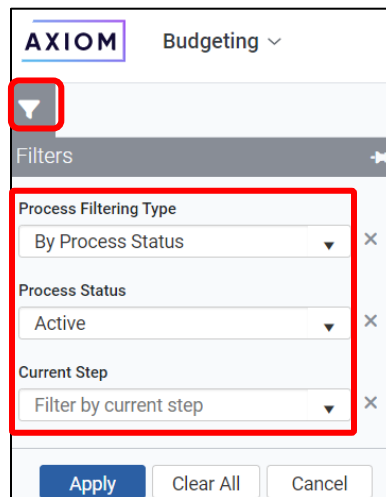 AXIOM Budgeting
Filters
Process Filtering Type
By Process Status
Process Status
Active
Current Step
Filter by current step
Apply Clear All Cancel